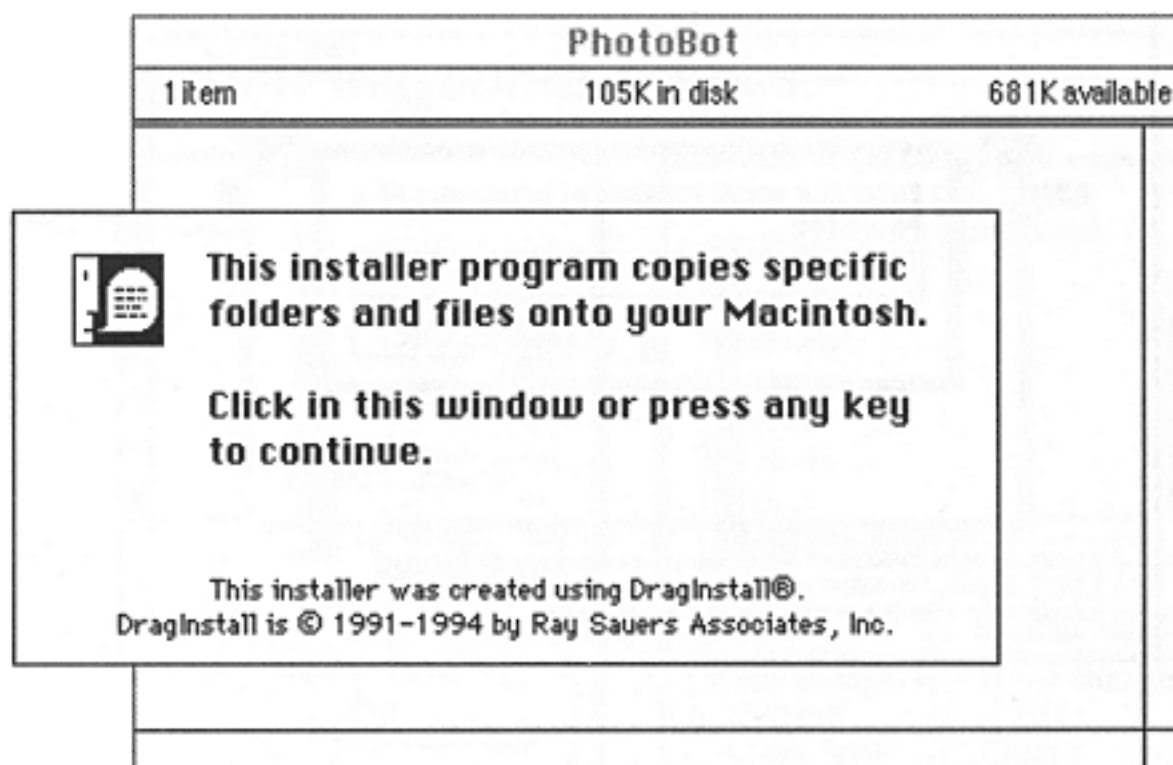 PhotoBot
1 item 105K in disk 681K available
This installer program copies specific
folders and files onto your Macintosh.
Click in this window or press any key
to continue.
This installer was created using DragInstall®.
DragInstall is © 1991-1994 by Ray Sauers Associates, Inc.